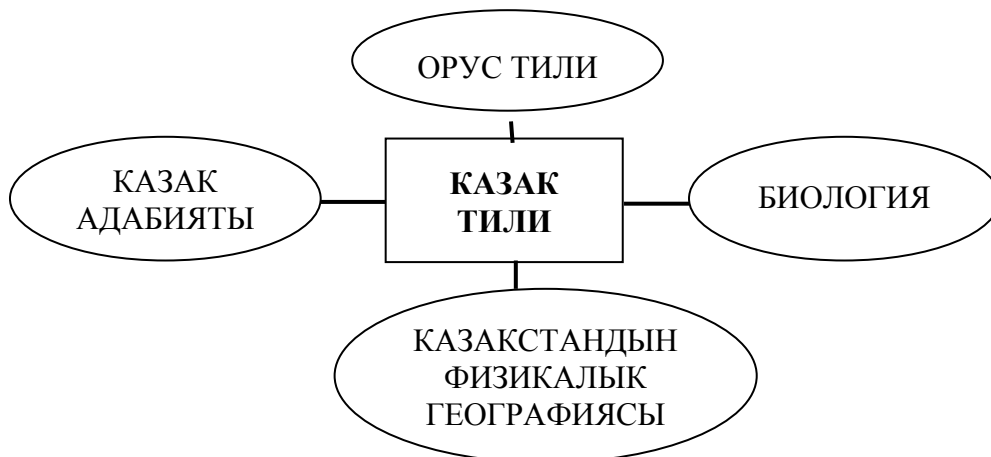 ОРУС ТИЛИ
КАЗАК
АДАБИЯТЫ
КАЗАК
ТИЛИ
БИОЛОГИЯ
КАЗАКСТАНДЫН
ФИЗИКАЛЫК
ГЕОГРАФИЯСЫ